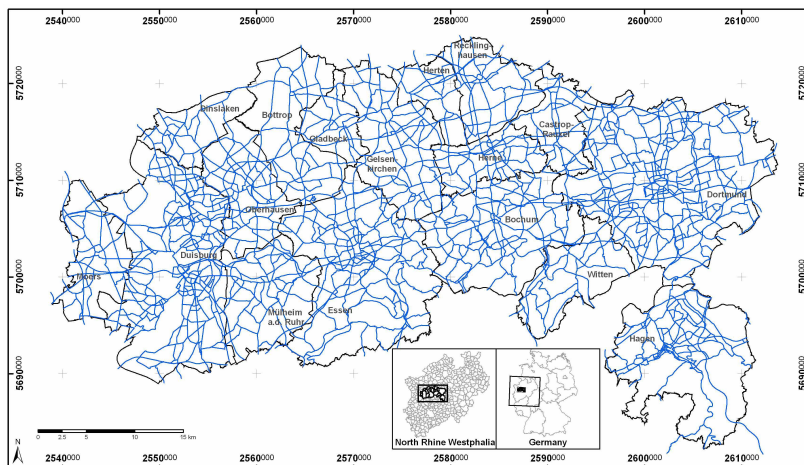 2540000 2550000 2560000 2570000 2580000 2590000 2600000 2610000
Reckling-
hausen
Herten
5720000
5720000
Dinslaken
Bottrop
Castrop-
Rauxel
Gladbeck
Gelsen-
kirchen
Herne
5710000
5710000
Dortmund
Oberhausen
Bochum
Duisburg
Moers
Witten
5700000
5700000
Essen
Mülheim
a.d. Ruhr
Hagen
5690000
5690000
North Rhine Westphalia
Germany
0 2.5 5 10 15 km
N
2540000 2550000 2560000 2570000 2580000 2590000 2600000 2610000